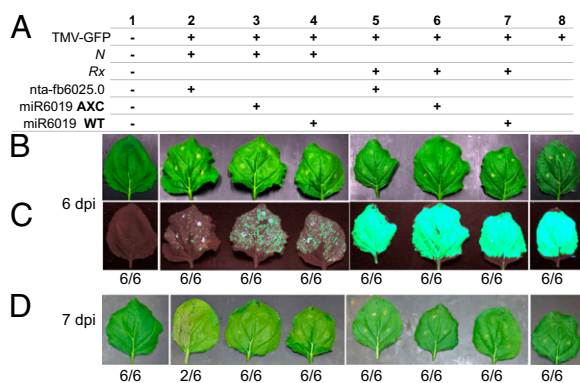 A 1 2 3 4 5 6 7 8
TMV-GFP - + + + + + + +
N - + + +
Rx - + + +
nta-fb6025.0 - + +
miR6019 AXC - + +
miR6019 WT - + +
B
6 dpi
C
6/6 6/6 6/6 6/6 6/6 6/6 6/6 6/6
D 7 dpi
6/6 2/6 6/6 6/6 6/6 6/6 6/6 6/6